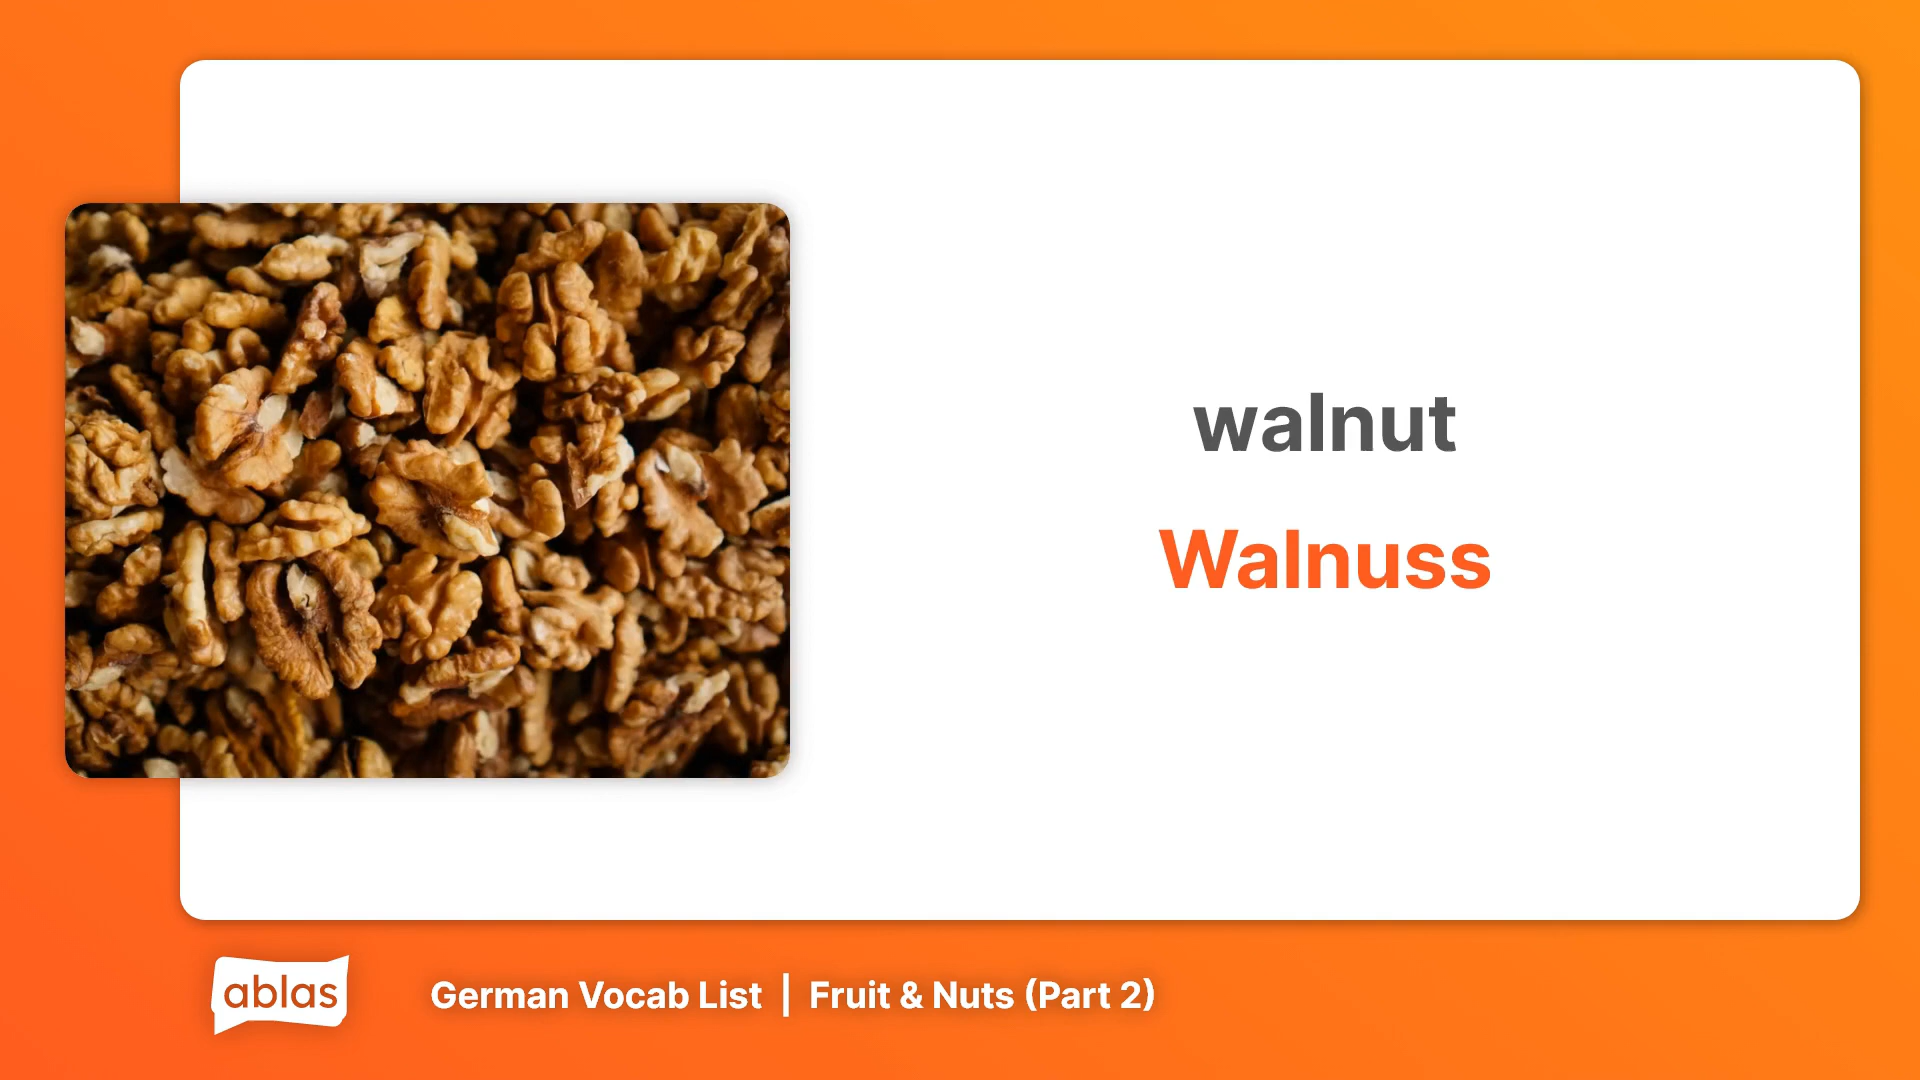 walnut
Walnuss
ablas
German Vocab List | Fruit & Nuts (Part 2)